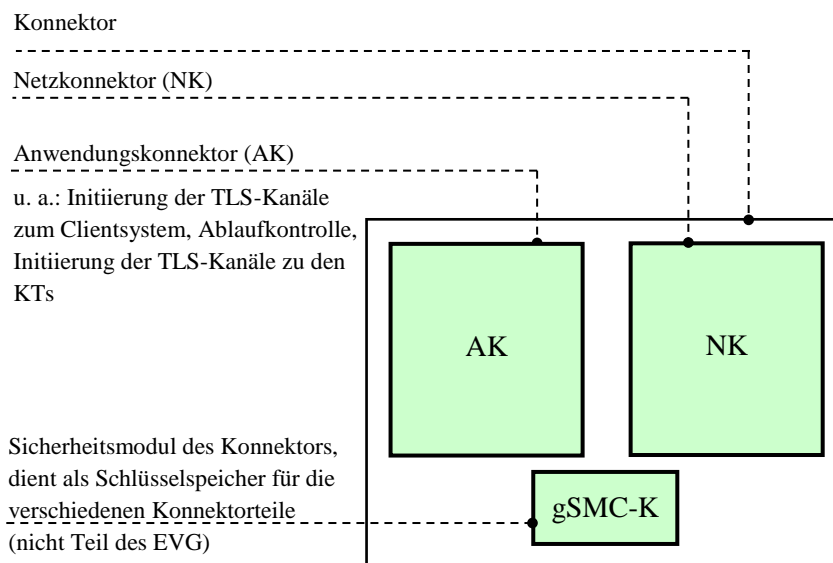 Konnektor
Netzkonnektor (NK)
Anwendungskonnektor (AK)
u. a.: Initiierung der TLS-Kanäle
zum Clientsystem, Ablaufkontrolle,
Initiierung der TLS-Kanäle zu den
KTs
AK
NK
Sicherheitsmodul des Konnektors,
dient als Schlüsselspeicher für die
verschiedenen Konnektorteile
(nicht Teil des EVG)
gSMC-K